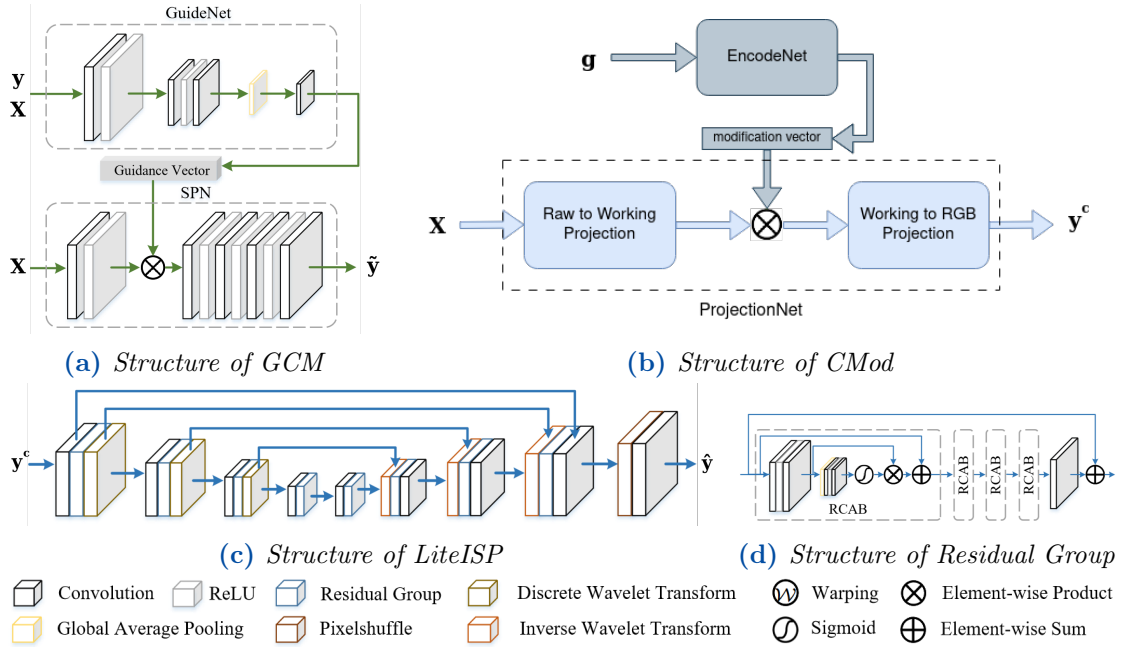 GuideNet
y
X
Guidance Vector
SPN
X
ỹ
(a) Structure of GCM
g
EncodeNet
modification vector
X
Raw to Working
Projection
Working to RGB
Projection
yᶜ
ProjectionNet
(b) Structure of CMod
yᶜ
ŷ
(c) Structure of LiteISP
RCAB
RCAB
RCAB
RCAB
(d) Structure of Residual Group
Convolution
ReLU
Residual Group
Discrete Wavelet Transform
Warping
Element-wise Product
Global Average Pooling
Pixelshuffle
Inverse Wavelet Transform
Sigmoid
Element-wise Sum